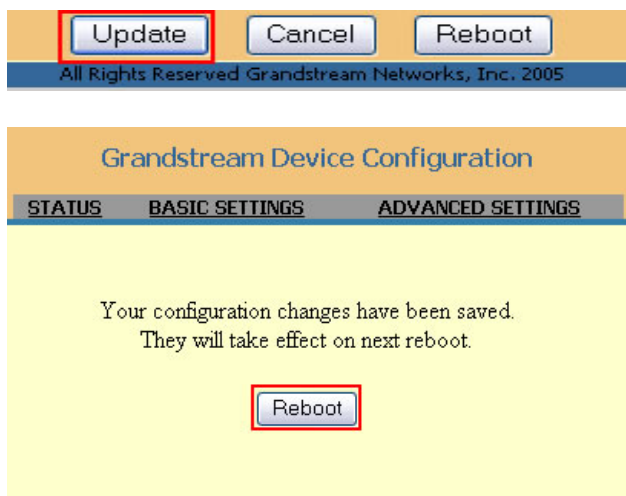 Update Cancel Reboot
All Rights Reserved Grandstream Networks, Inc. 2005
Grandstream Device Configuration
STATUS BASIC SETTINGS ADVANCED SETTINGS
Your configuration changes have been saved.
They will take effect on next reboot.
Reboot